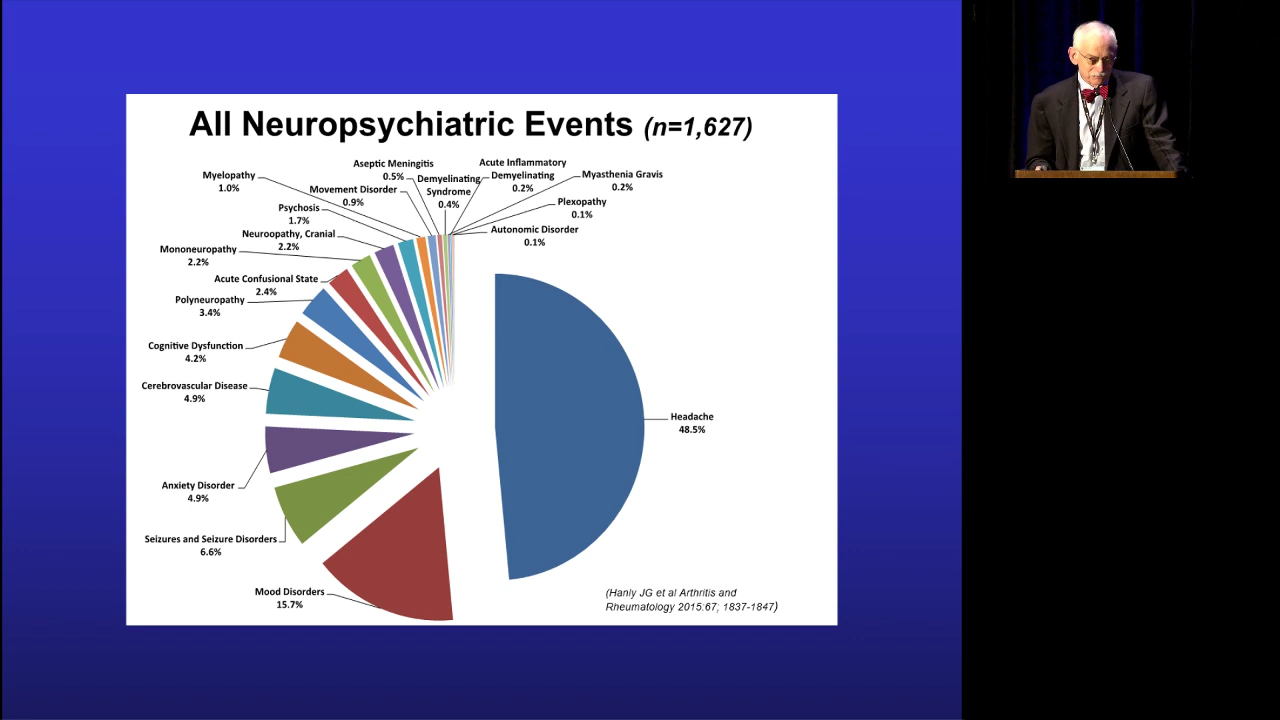 All Neuropsychiatric Events (n=1,627)
Aseptic Meningitis
0.5%
Acute Inflammatory
Demyelinating
0.2%
Myelopathy
1.0%
Movement Disorder
0.9%
Demyelinating
Syndrome
0.4%
Myasthenia Gravis
0.2%
Psychosis
1.7%
Plexopathy
0.1%
Neuroopathy, Cranial
2.2%
Autonomic Disorder
0.1%
Mononeuropathy
2.2%
Acute Confusional State
2.4%
Polyneuropathy
3.4%
Cognitive Dysfunction
4.2%
Cerebrovascular Disease
4.9%
Headache
48.5%
Anxiety Disorder
4.9%
Seizures and Seizure Disorders
6.6%
Mood Disorders
15.7%
(Hanly JG et al Arthritis and
Rheumatology 2015:67; 1837-1847)